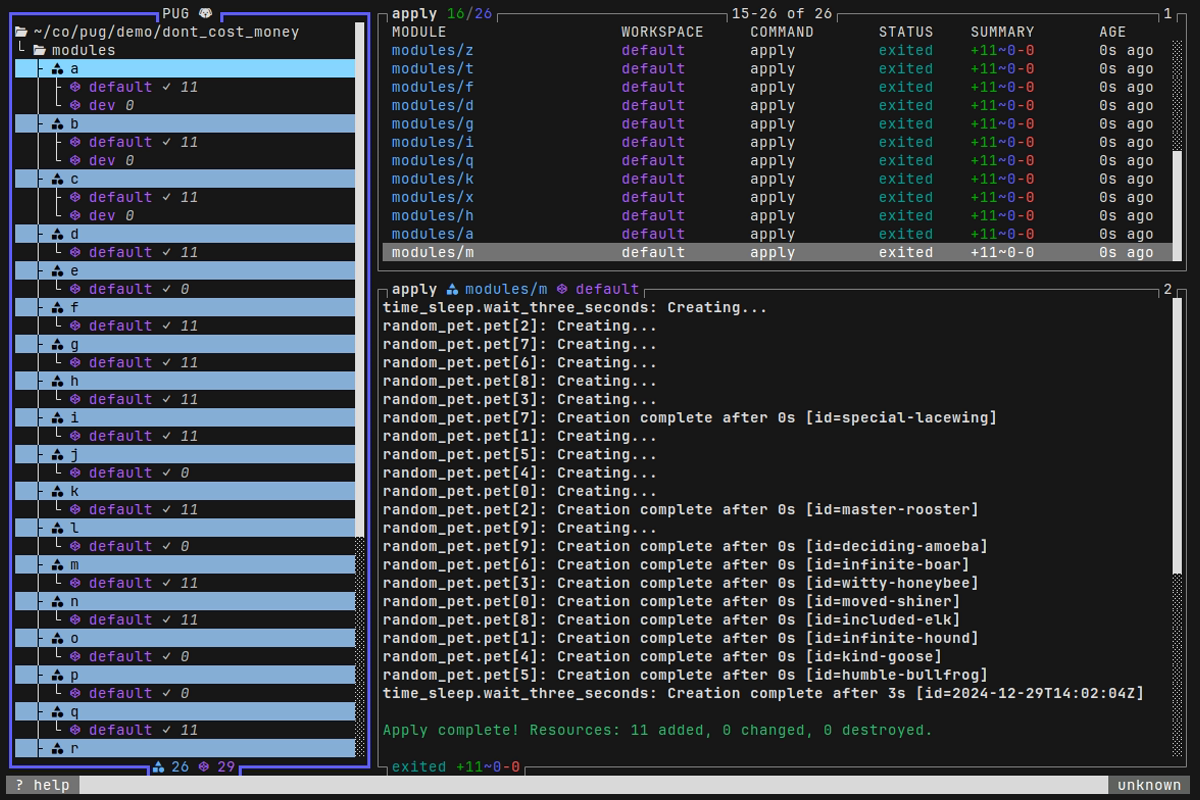 PUG
~/co/pug/demo/dont_cost_money
modules
a
default ✓ 11
dev 0
b
default ✓ 11
dev 0
c
default ✓ 11
dev 0
d
default ✓ 11
e
default ✓ 0
f
default ✓ 11
g
default ✓ 11
h
default ✓ 11
i
default ✓ 11
j
default ✓ 0
k
default ✓ 11
l
default ✓ 0
m
default ✓ 11
n
default ✓ 11
o
default ✓ 0
p
default ✓ 0
q
default ✓ 11
r
26 29
apply 16/26 15-26 of 26 1
MODULE WORKSPACE COMMAND STATUS SUMMARY AGE
modules/z default apply exited +11~0-0 0s ago
modules/t default apply exited +11~0-0 0s ago
modules/f default apply exited +11~0-0 0s ago
modules/d default apply exited +11~0-0 0s ago
modules/g default apply exited +11~0-0 0s ago
modules/i default apply exited +11~0-0 0s ago
modules/q default apply exited +11~0-0 0s ago
modules/k default apply exited +11~0-0 0s ago
modules/x default apply exited +11~0-0 0s ago
modules/h default apply exited +11~0-0 0s ago
modules/a default apply exited +11~0-0 0s ago
modules/m default apply exited +11~0-0 0s ago
apply modules/m default 2
time_sleep.wait_three_seconds: Creating...
random_pet.pet[2]: Creating...
random_pet.pet[7]: Creating...
random_pet.pet[6]: Creating...
random_pet.pet[8]: Creating...
random_pet.pet[3]: Creating...
random_pet.pet[7]: Creation complete after 0s [id=special-lacewing]
random_pet.pet[1]: Creating...
random_pet.pet[5]: Creating...
random_pet.pet[4]: Creating...
random_pet.pet[0]: Creating...
random_pet.pet[2]: Creation complete after 0s [id=master-rooster]
random_pet.pet[9]: Creating...
random_pet.pet[9]: Creation complete after 0s [id=deciding-amoeba]
random_pet.pet[6]: Creation complete after 0s [id=infinite-boar]
random_pet.pet[3]: Creation complete after 0s [id=witty-honeybee]
random_pet.pet[0]: Creation complete after 0s [id=moved-shiner]
random_pet.pet[8]: Creation complete after 0s [id=included-elk]
random_pet.pet[1]: Creation complete after 0s [id=infinite-hound]
random_pet.pet[4]: Creation complete after 0s [id=kind-goose]
random_pet.pet[5]: Creation complete after 0s [id=humble-bullfrog]
time_sleep.wait_three_seconds: Creation complete after 3s [id=2024-12-29T14:02:04Z]
Apply complete! Resources: 11 added, 0 changed, 0 destroyed.
exited +11~0-0
? help unknown